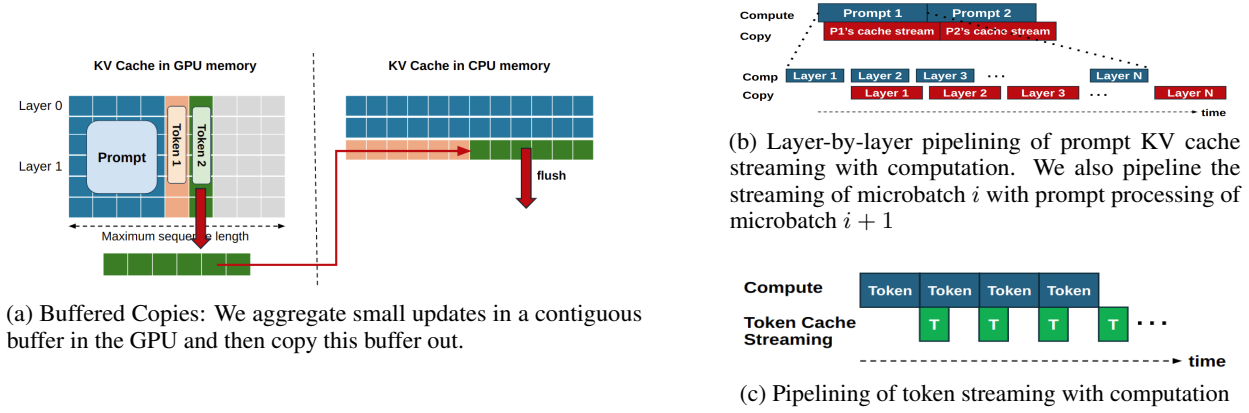 KV Cache in GPU memory
KV Cache in CPU memory
Layer 0
Layer 1
Prompt
Token 1
Token 2
flush
Maximum sequence length
(a) Buffered Copies: We aggregate small updates in a contiguous
buffer in the GPU and then copy this buffer out.
Compute
Prompt 1
Prompt 2
Copy
P1's cache stream
P2's cache stream
Comp
Layer 1
Layer 2
Layer 3
...
Layer N
Copy
Layer 1
Layer 2
Layer 3
...
Layer N
time
(b) Layer-by-layer pipelining of prompt KV cache
streaming with computation. We also pipeline the
streaming of microbatch i with prompt processing of
microbatch i + 1
Compute
Token
Token
Token
Token
Token Cache
Streaming
T
T
T
T
...
time
(c) Pipelining of token streaming with computation